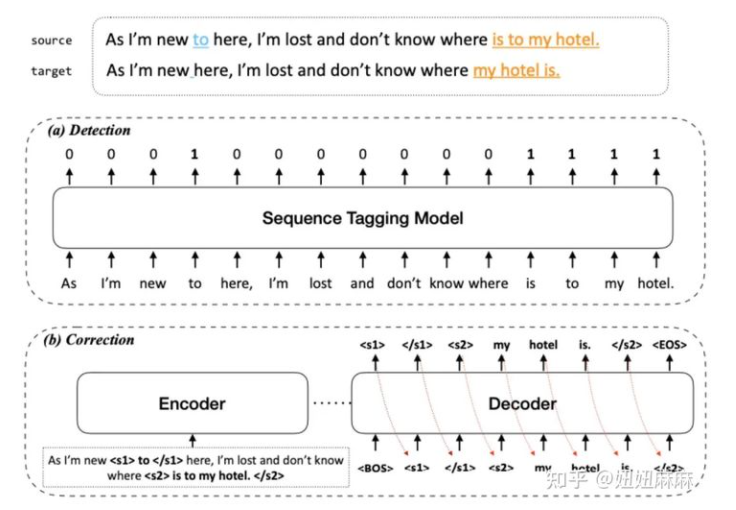 source As I'm new to here, I'm lost and don't know where is to my hotel.
target As I'm new here, I'm lost and don't know where my hotel is.
(a) Detection
0 0 0 1 0 0 0 0 0 0 0 1 1 1 1
Sequence Tagging Model
As I'm new to here, I'm lost and don't know where is to my hotel.
(b) Correction
<s1> </s1> <s2> my hotel is. </s2> <EOS>
Encoder
......
Decoder
As I'm new <s1> to </s1> here, I'm lost and don't know
where <s2> is to my hotel. </s2>
<BOS> <s1> </s1> <s2> my hotel is. </s2>
知乎 @妞妞麻麻